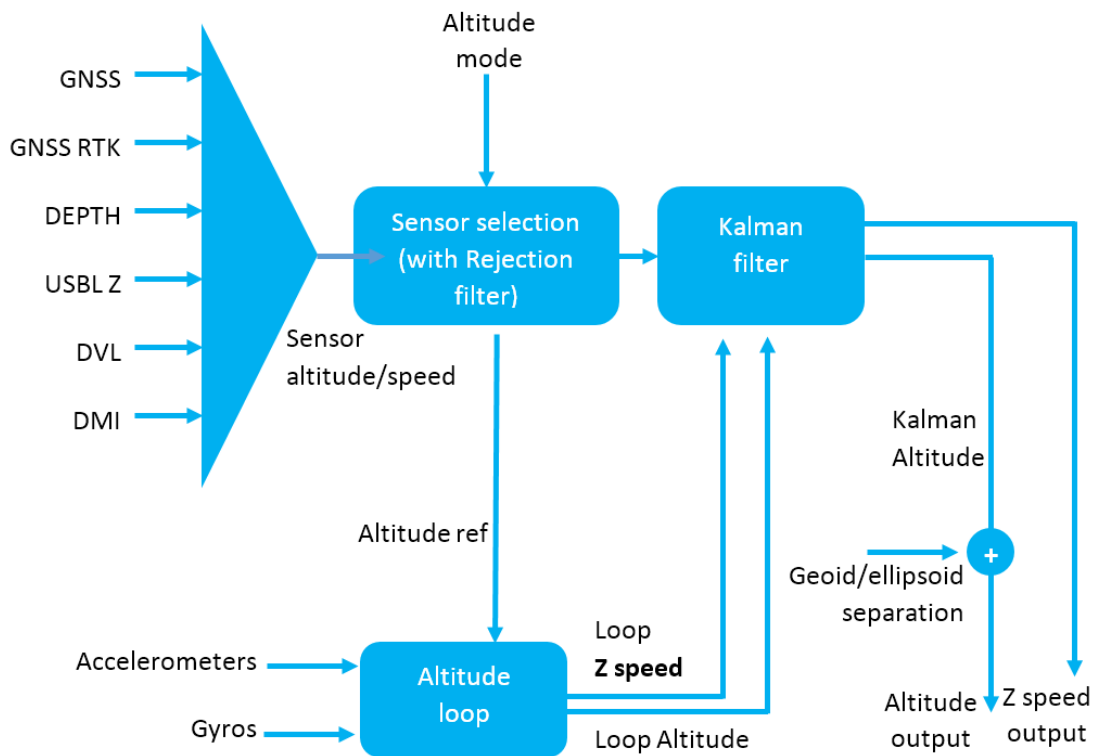 Altitude
mode
GNSS
GNSS RTK
DEPTH
USBL Z
DVL
DMI
Sensor
altitude/speed
Sensor selection
(with Rejection
filter)
Kalman
filter
Altitude ref
Kalman
Altitude
+
Geoid/ellipsoid
separation
Accelerometers
Gyros
Altitude
loop
Loop
Z speed
Loop Altitude
Altitude
output
Z speed
output